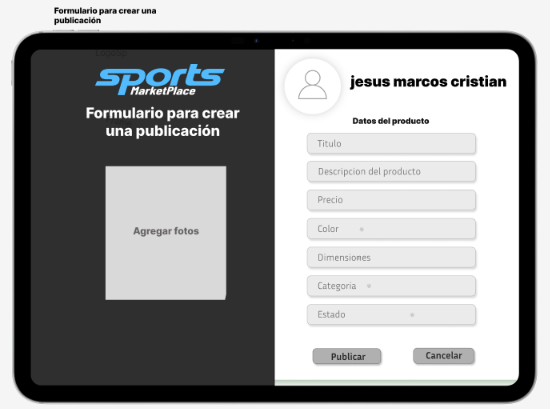 Formulario para crear una
publicación
sports
MarketPlace
Formulario para crear
una publicación
Agregar fotos
jesus marcos cristian
Datos del producto
Titulo
Descripcion del producto
Precio
Color
Dimensiones
Categoria
Estado
Publicar
Cancelar